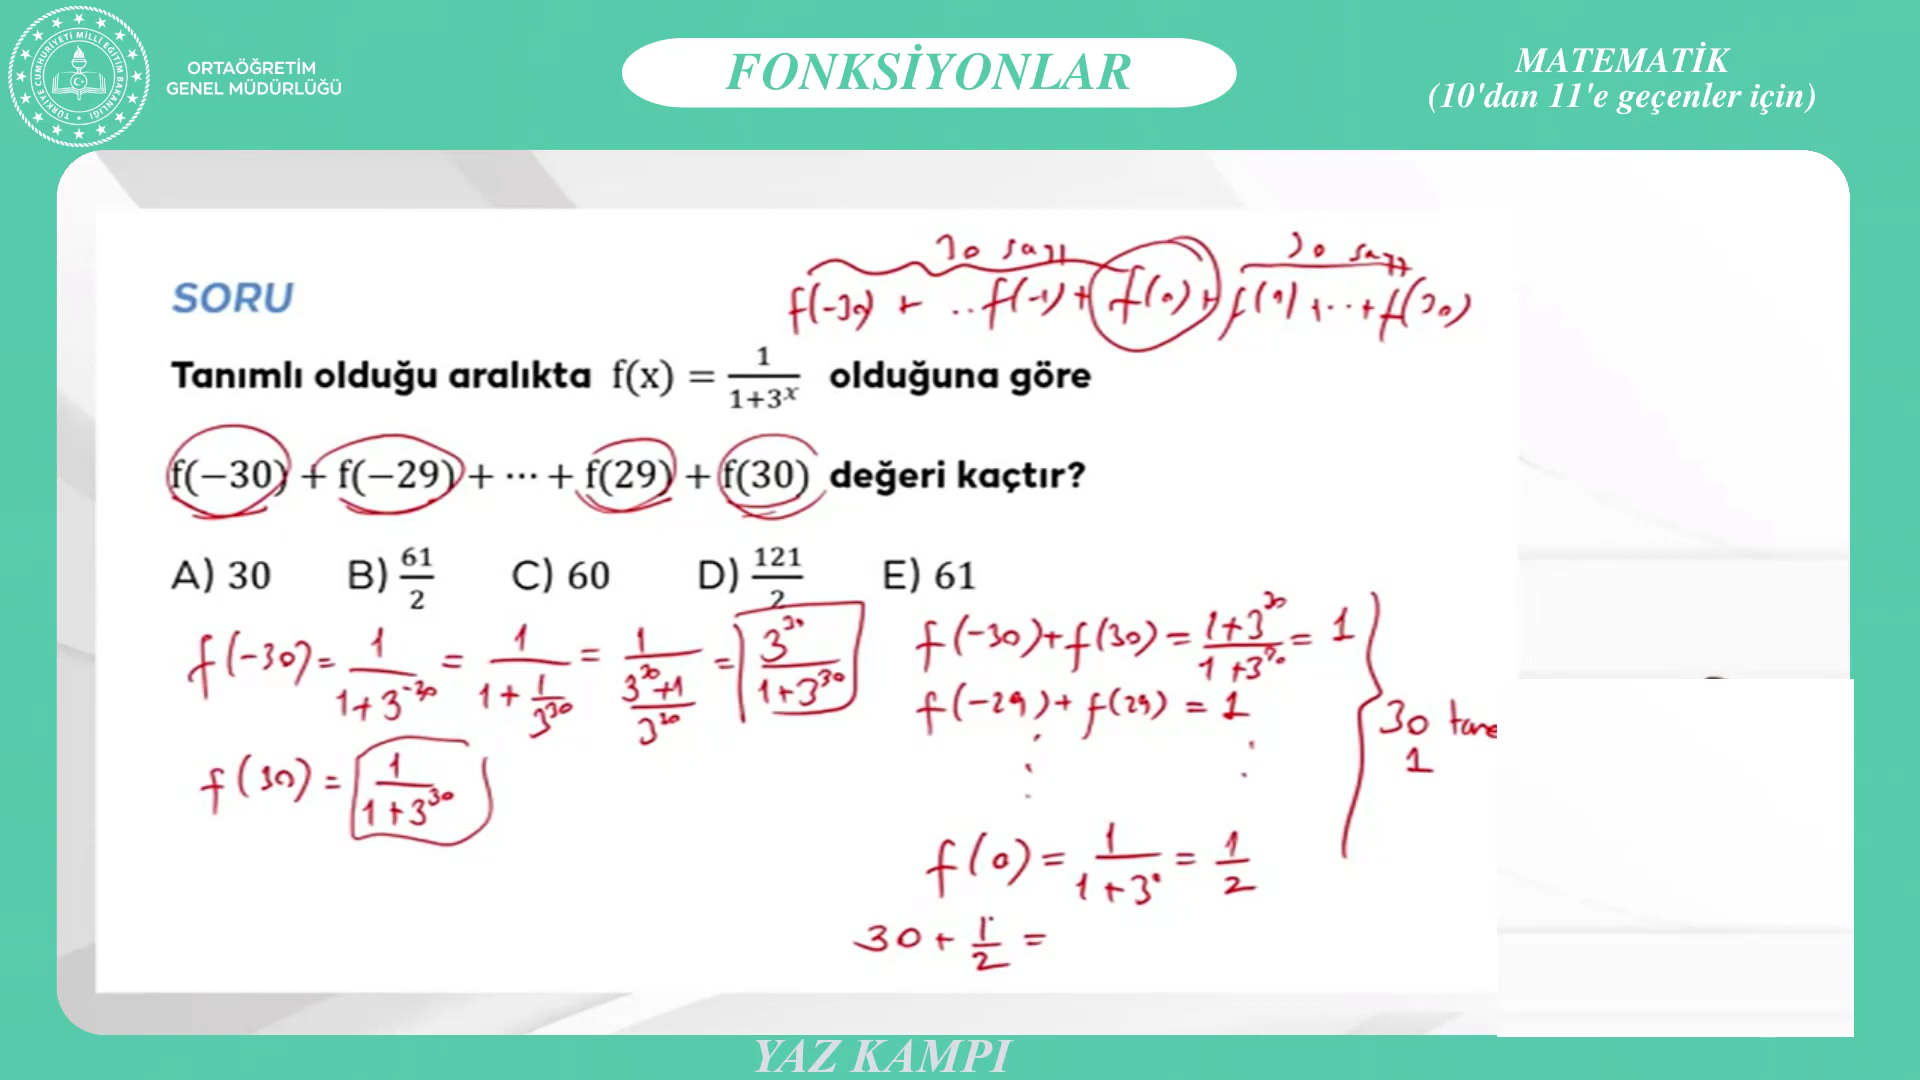 T.C. MİLLÎ EĞİTİM BAKANLIĞI
ORTAÖĞRETİM
GENEL MÜDÜRLÜĞÜ
FONKSİYONLAR
MATEMATİK
(10'dan 11'e geçenler için)
30 sayı 30 sayı
f(-30) + ..f(-1) + f(0) + f(1) + ... + f(30)
SORU
Tanımlı olduğu aralıkta f(x) = 1/(1+3^x) olduğuna göre
f(−30) + f(−29) + ⋯ + f(29) + f(30) değeri kaçtır?
A) 30 B) 61/2 C) 60 D) 121/2 E) 61
f(-30) = 1/(1+3^-30) = 1/(1+1/3^30) = 1/((3^30+1)/3^30) = 3^30/(1+3^30)
f(30) = 1/(1+3^30)
f(-30)+f(30) = (1+3^30)/(1+3^30) = 1
f(-29)+f(29) = 1
30 tane
1
f(0) = 1/(1+3^0) = 1/2
30 + 1/2 =
YAZ KAMPI